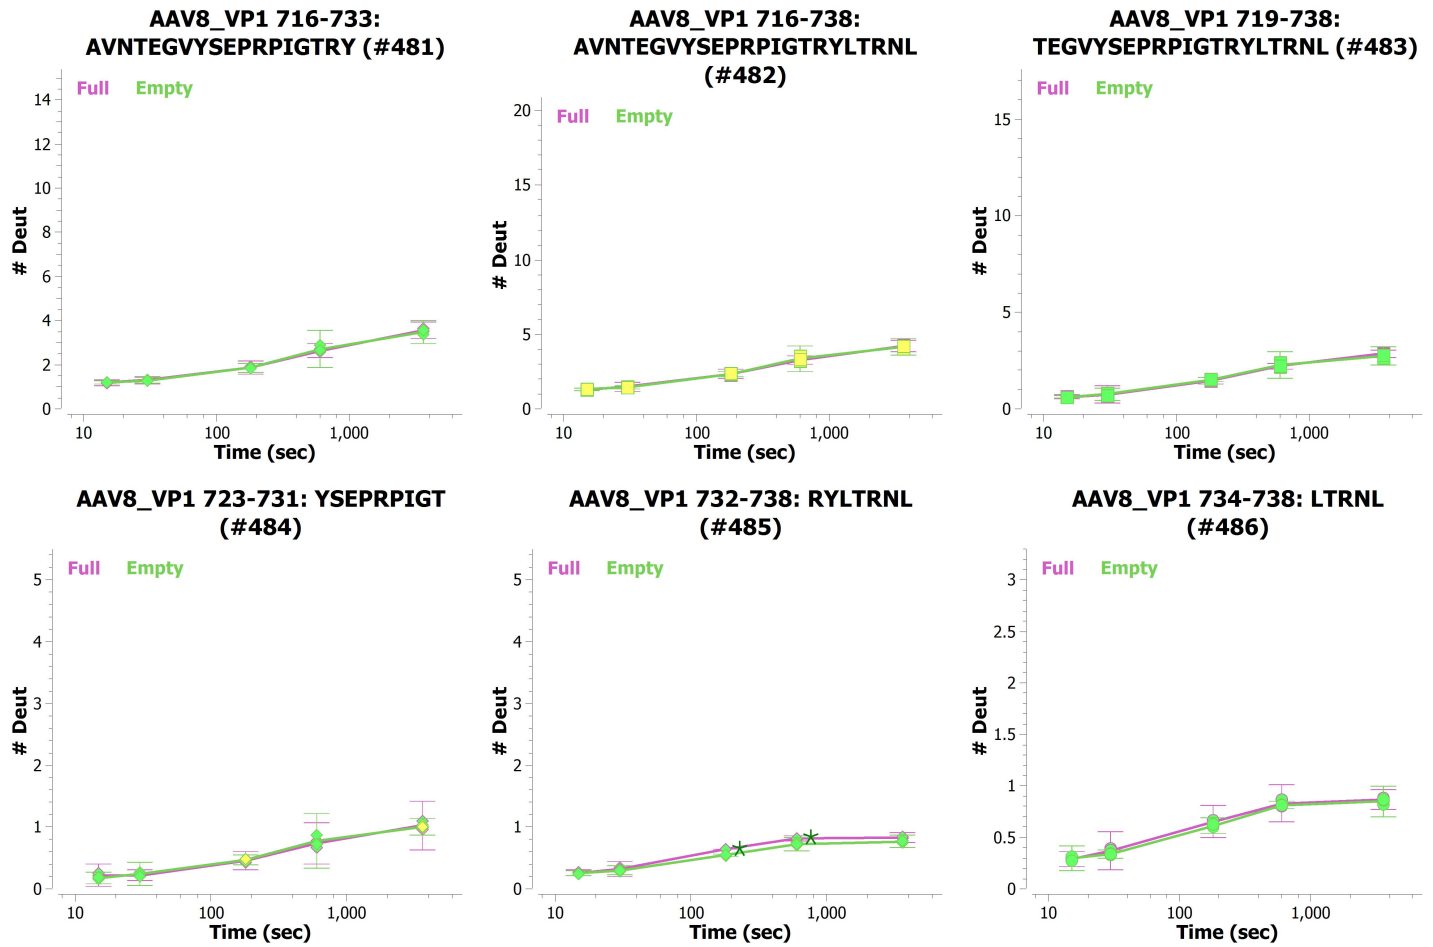 AAV8_VP1 716-733:
AVNTEGVYSEPRPIGTRY (#481)
Full Empty
14
12
10
8
6
4
2
0
# Deut
10 100 1,000
Time (sec)
AAV8_VP1 716-738:
AVNTEGVYSEPRPIGTRYLTRNL
(#482)
Full Empty
20
15
10
5
0
# Deut
10 100 1,000
Time (sec)
AAV8_VP1 719-738:
TEGVYSEPRPIGTRYLTRNL (#483)
Full Empty
15
10
5
0
# Deut
10 100 1,000
Time (sec)
AAV8_VP1 723-731: YSEPRPIGT
(#484)
Full Empty
5
4
3
2
1
0
# Deut
10 100 1,000
Time (sec)
AAV8_VP1 732-738: RYLTRNL
(#485)
Full Empty
5
4
3
2
1
0
# Deut
10 100 1,000
Time (sec)
AAV8_VP1 734-738: LTRNL
(#486)
Full Empty
3
2.5
2
1.5
1
0.5
0
# Deut
10 100 1,000
Time (sec)